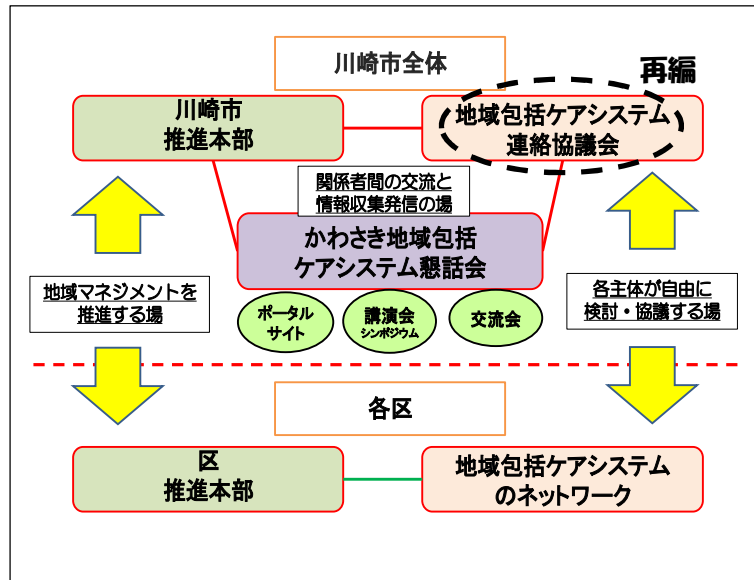 川崎市全体
再編
川崎市
推進本部
地域包括ケアシステム
連絡協議会
関係者間の交流と
情報収集発信の場
かわさき地域包括
ケアシステム懇話会
地域マネジメントを
推進する場
各主体が自由に
検討・協議する場
ポータル
サイト
講演会
シンポジウム
交流会
各区
区
推進本部
地域包括ケアシステム
のネットワーク